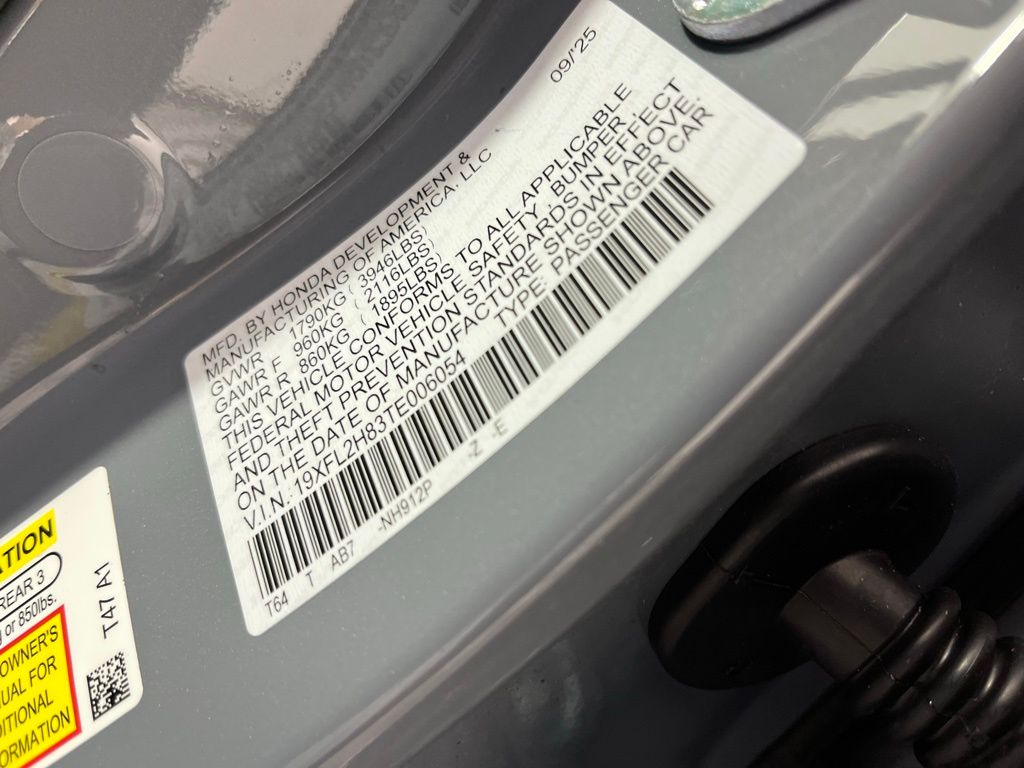 09/'25
MFD. BY HONDA DEVELOPMENT &
MANUFACTURING OF AMERICA, LLC
GVWR 1790KG ( 3946LBS)
GAWR F 960KG ( 2116LBS)
GAWR R 860KG ( 1895LBS)
THIS VEHICLE CONFORMS TO ALL APPLICABLE
FEDERAL MOTOR VEHICLE SAFETY, BUMPER,
AND THEFT PREVENTION STANDARDS IN EFFECT
ON THE DATE OF MANUFACTURE SHOWN ABOVE.
V.I.N.:19XFL2H83TE006054 TYPE: PASSENGER CAR
T64 T AB7 -NH912P -Z -E
ATION
REAR 3
or 850lbs.
OWNER'S
UAL FOR
DITIONAL
ORMATION
T47 A1